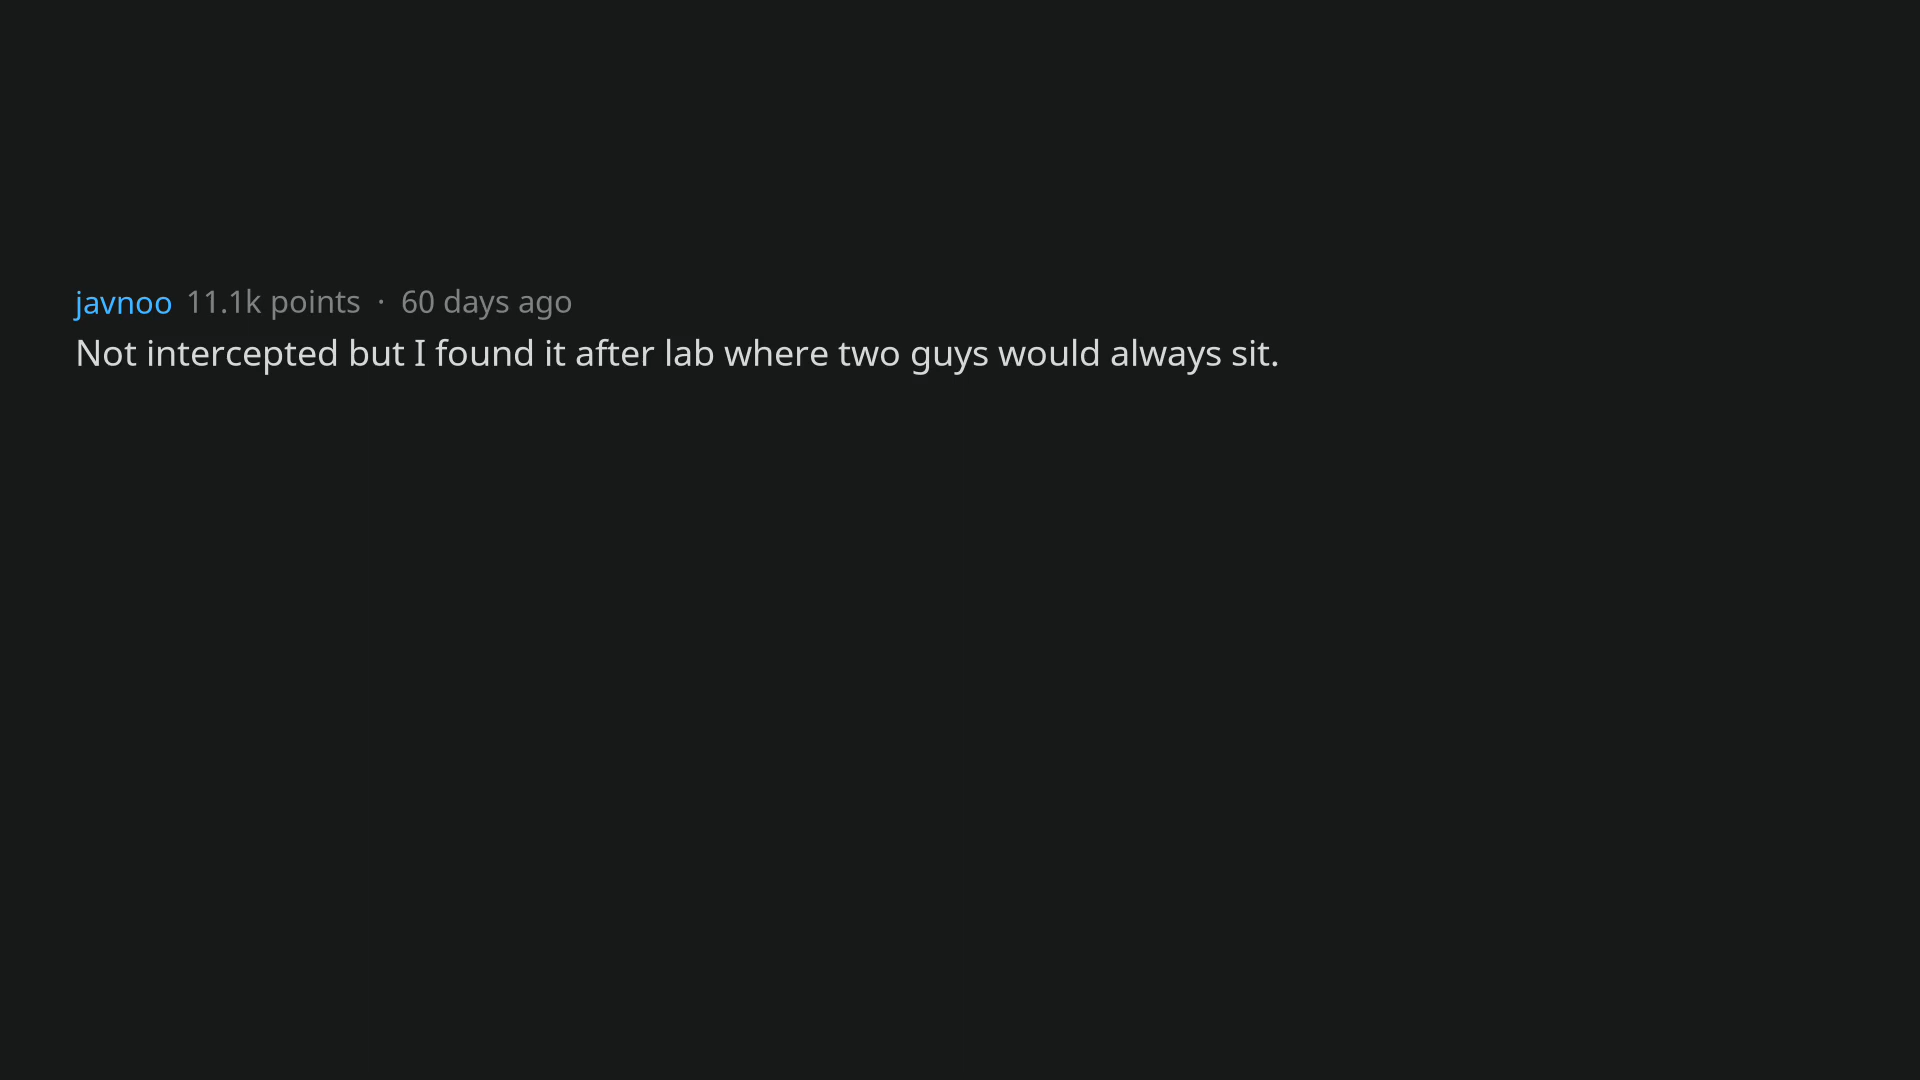 javnoo 11.1k points · 60 days ago
Not intercepted but I found it after lab where two guys would always sit.